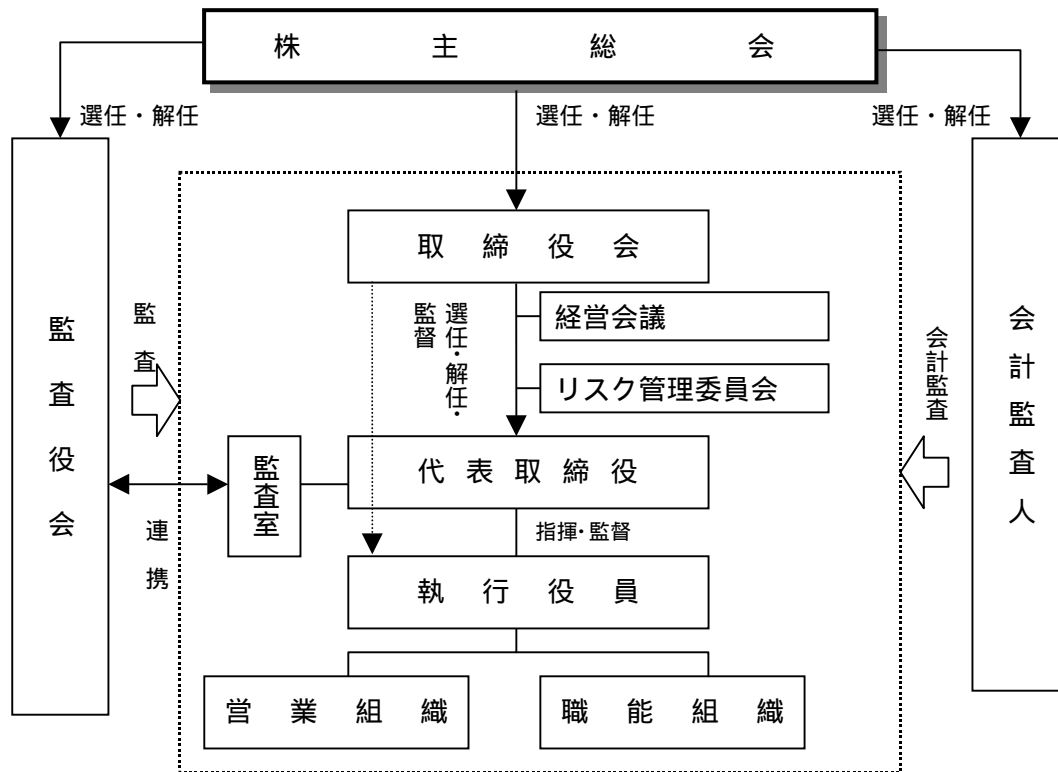 株主総会
選任・解任
選任・解任
選任・解任
取締役会
監査
選任・解任・
監督
経営会議
リスク管理委員会
会計監査
監査役会
会計監査人
監査室
代表取締役
連携
指揮・監督
執行役員
営業組織
職能組織